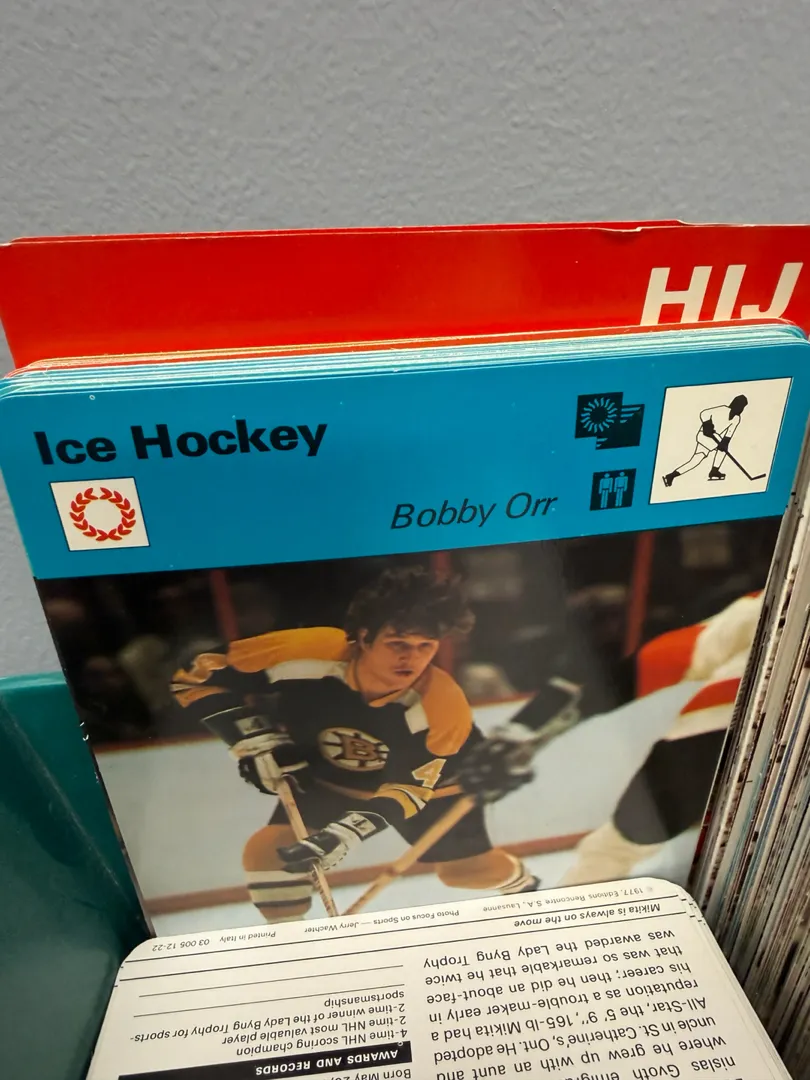 HIJ
Ice Hockey
Bobby Orr
B
4
4
4
nislas Gvoth
where he grew up with an aunt and
uncle in St. Catherine's, Ont. He adopted
All-Star, the 5' 9", 165-lb Mikita had a
reputation as a trouble-maker early in
his career; then he did an about-face
that was so remarkable that he twice
was awarded the Lady Byng Trophy
Born May 20,
AWARDS AND RECORDS
4-time NHL scoring champion
2-time NHL most valuable player
2-time winner of the Lady Byng Trophy for sports-
sportsmanship
Mikita is always on the move
© 1977, Editions Rencontre S.A., Lausanne Photo Focus on Sports — Jerry Wachter Printed in Italy 03 005 12-22